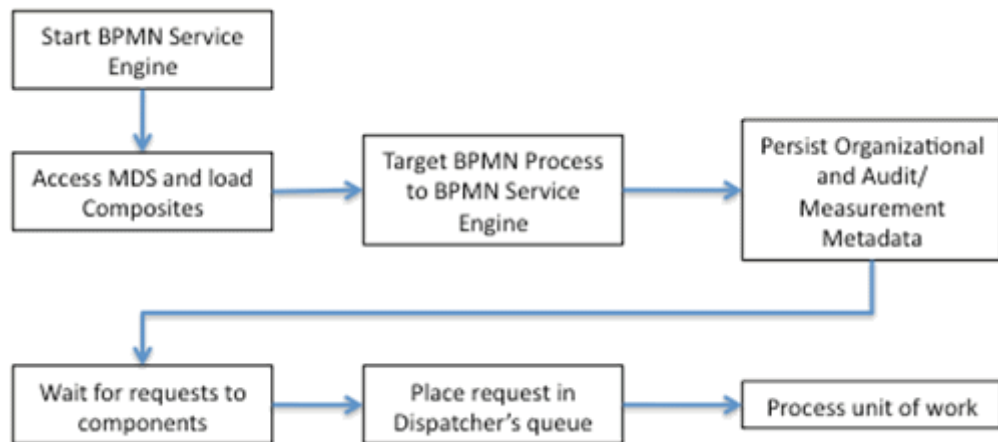 Start BPMN Service
Engine
Access MDS and load
Composites
Target BPMN Process
to BPMN Service
Engine
Persist Organizational
and Audit/
Measurement
Metadata
Wait for requests to
components
Place request in
Dispatcher's queue
Process unit of work